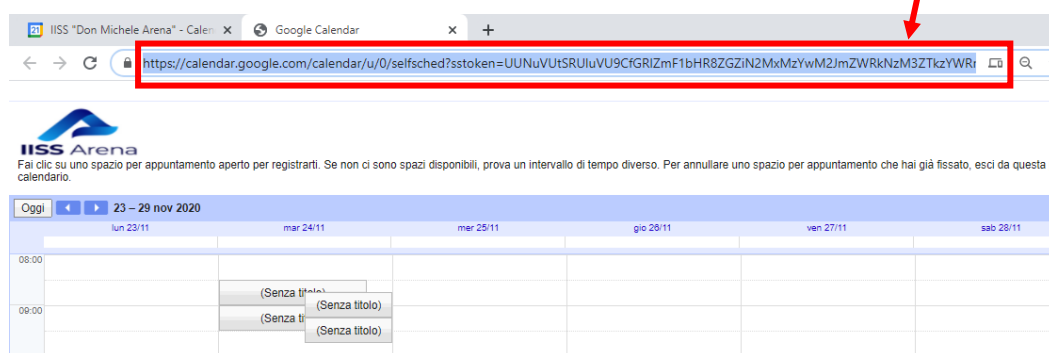 IISS "Don Michele Arena" - Calen
Google Calendar
https://calendar.google.com/calendar/u/0/selfsched?sstoken=UUNuVUtSRUluVU9CfGRlZmF1bHR8ZGZiN2MxMzYwM2JmZWRkNzM3ZTkzYWRr
IISS Arena
Fai clic su uno spazio per appuntamento aperto per registrarti. Se non ci sono spazi disponibili, prova un intervallo di tempo diverso. Per annullare uno spazio per appuntamento che hai già fissato, esci da questa
calendario.
Oggi 23 – 29 nov 2020
lun 23/11 mar 24/11 mer 25/11 gio 26/11 ven 27/11 sab 28/11
08:00
(Senza titolo)
(Senza titolo)
09:00
(Senza ti
(Senza titolo)